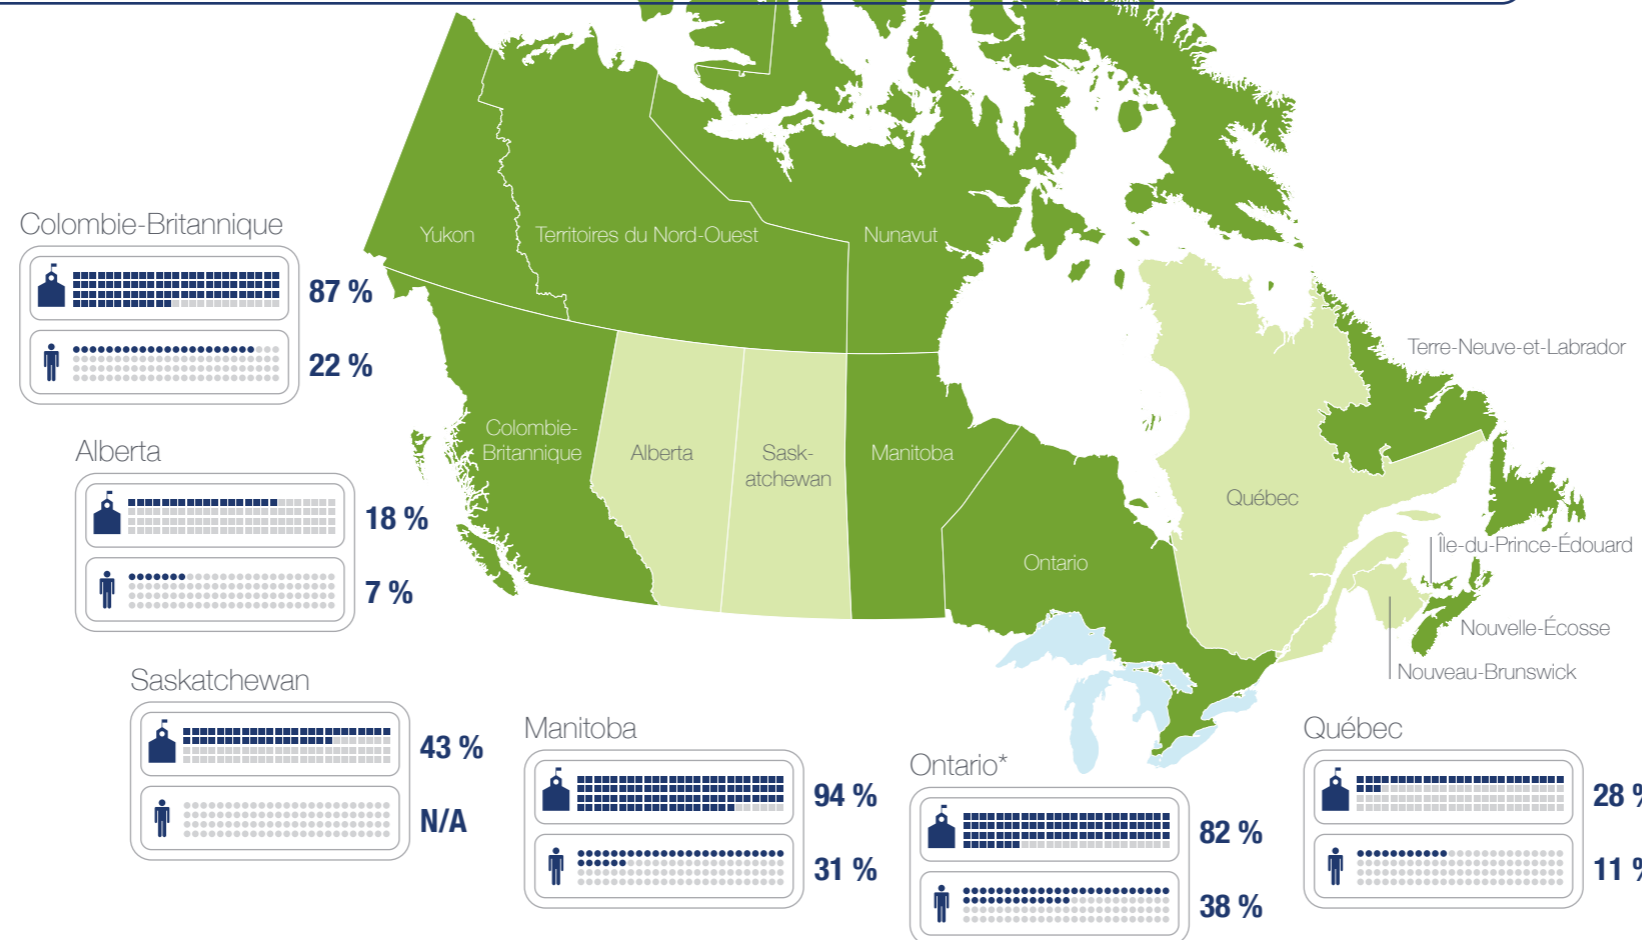 Yukon
Territoires du Nord-Ouest
Nunavut
Colombie-Britannique
87 %
22 %
Terre-Neuve-et-Labrador
Colombie-
Britannique
Alberta
Sask-
atchewan
Manitoba
Québec
Ontario
Île-du-Prince-Édouard
Nouvelle-Écosse
Nouveau-Brunswick
Alberta
18 %
7 %
Saskatchewan
43 %
N/A
Manitoba
94 %
31 %
Ontario*
82 %
38 %
Québec
28 %
11 %